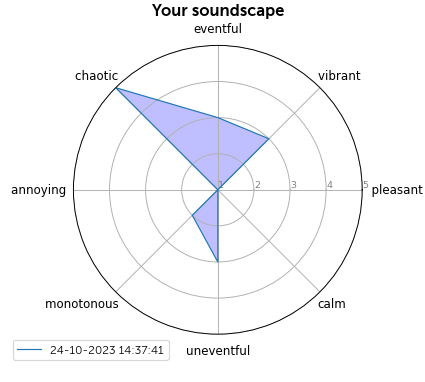 Your soundscape
eventful
chaotic
vibrant
annoying
1 2 3 4 5
pleasant
monotonous
calm
uneventful
24-10-2023 14:37:41